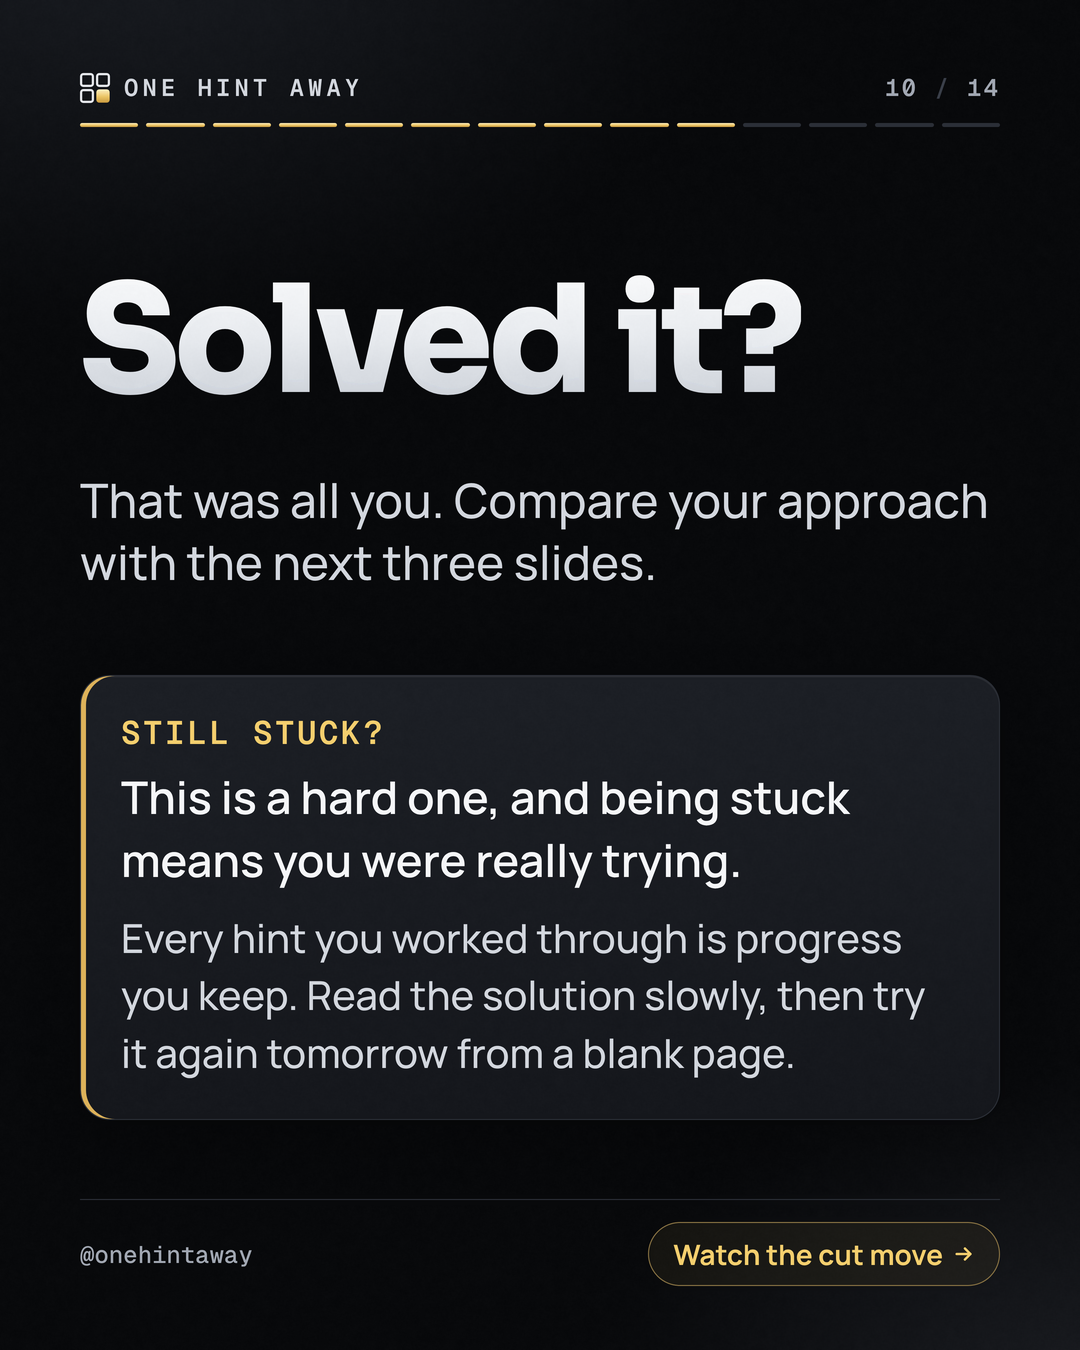 ONE HINT AWAY
10 / 14
Solved it?
That was all you. Compare your approach
with the next three slides.
STILL STUCK?
This is a hard one, and being stuck
means you were really trying.
Every hint you worked through is progress
you keep. Read the solution slowly, then try
it again tomorrow from a blank page.
@onehintaway
Watch the cut move →